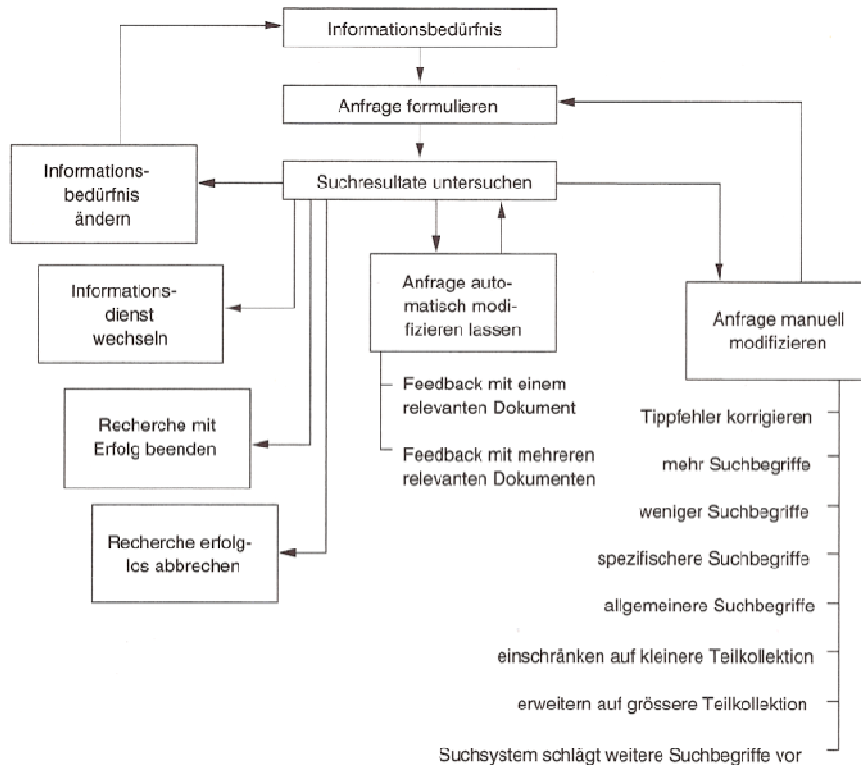 Informationsbedürfnis
Anfrage formulieren
Suchresultate untersuchen
Informations-
bedürfnis
ändern
Informations-
dienst
wechseln
Recherche mit
Erfolg beenden
Recherche erfolg-
los abbrechen
Anfrage auto-
matisch modi-
fizieren lassen
Feedback mit einem
relevanten Dokument
Feedback mit mehreren
relevanten Dokumenten
Anfrage manuell
modifizieren
Tippfehler korrigieren
mehr Suchbegriffe
weniger Suchbegriffe
spezifischere Suchbegriffe
allgemeinere Suchbegriffe
einschränken auf kleinere Teilkollektion
erweitern auf grössere Teilkollektion
Suchsystem schlägt weitere Suchbegriffe vor